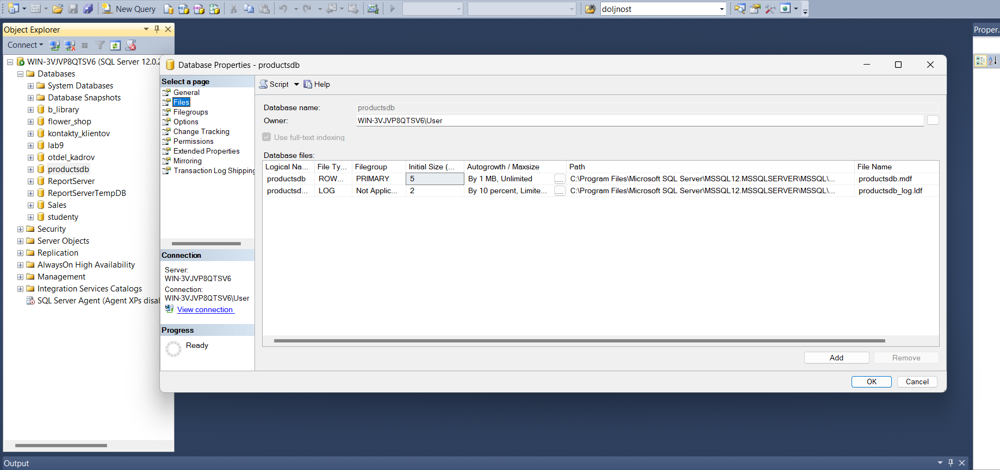 New Query
doljnost
Object Explorer
Connect
WIN-3VJVP8QTSV6 (SQL Server 12.0.2
Databases
System Databases
Database Snapshots
b_library
flower_shop
kontakty_klientov
lab9
otdel_kadrov
productsdb
ReportServer
ReportServerTempDB
Sales
studenty
Security
Server Objects
Replication
AlwaysOn High Availability
Management
Integration Services Catalogs
SQL Server Agent (Agent XPs disa
Database Properties - productsdb
Select a page
General
Files
Filegroups
Options
Change Tracking
Permissions
Extended Properties
Mirroring
Transaction Log Shipping
Connection
Server:
WIN-3VJVP8QTSV6
Connection:
WIN-3VJVP8QTSV6\User
View connection
Progress
Ready
Script Help
Database name: productsdb
Owner: WIN-3VJVP8QTSV6\User
Use full-text indexing
Database files:
Logical Na... File Ty... Filegroup Initial Size (... Autogrowth / Maxsize Path File Name
productsdb ROW... PRIMARY 5 By 1 MB, Unlimited .... C:\Program Files\Microsoft SQL Server\MSSQL12.MSSQLSERVER\MSSQL\... productsdb.mdf
productsd... LOG Not Applic... 2 By 10 percent, Limite... .... C:\Program Files\Microsoft SQL Server\MSSQL12.MSSQLSERVER\MSSQL\... productsdb_log.ldf
Add Remove
OK Cancel
Proper.
Output